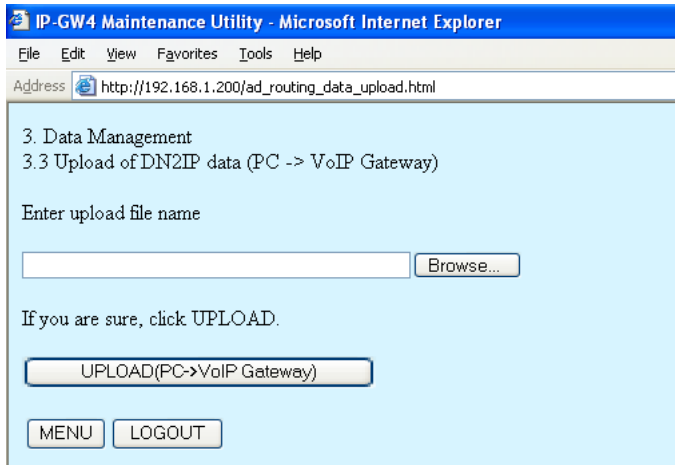 IP-GW4 Maintenance Utility - Microsoft Internet Explorer
File Edit View Favorites Tools Help
Address http://192.168.1.200/ad_routing_data_upload.html
3. Data Management
3.3 Upload of DN2IP data (PC -> VoIP Gateway)
Enter upload file name
Browse...
If you are sure, click UPLOAD.
UPLOAD(PC->VoIP Gateway)
MENU LOGOUT